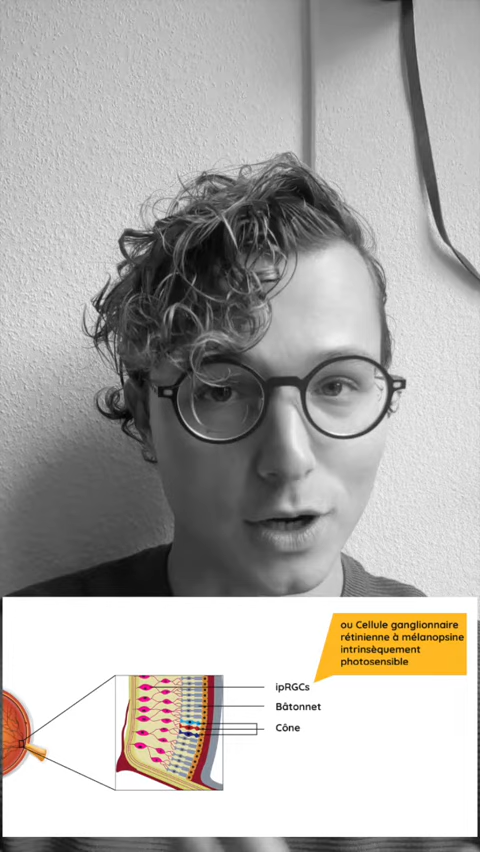 ou Cellule ganglionnaire
rétinienne à mélanopsine
intrinsèquement
photosensible
ipRGCs
Bâtonnet
Cône